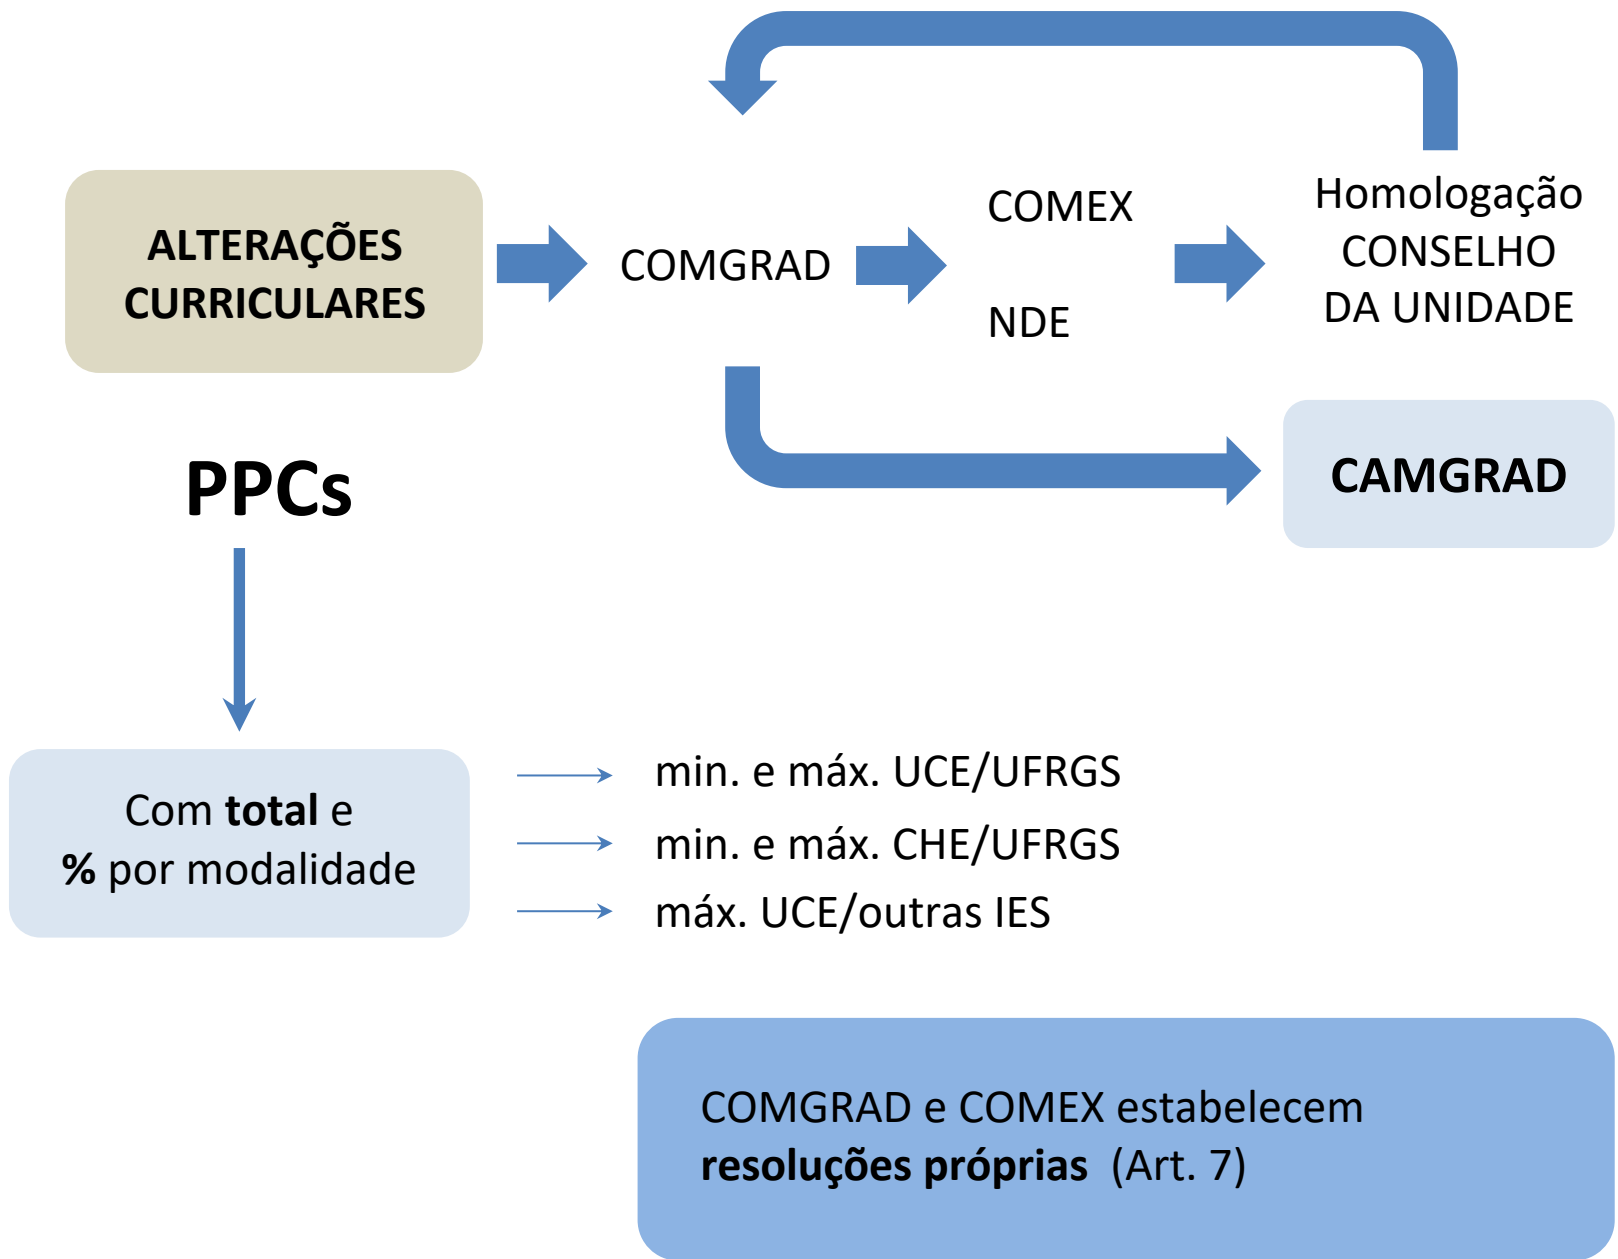 ALTERAÇÕES
CURRICULARES
COMGRAD
COMEX
NDE
Homologação
CONSELHO
DA UNIDADE
CAMGRAD
PPCs
Com total e
% por modalidade
min. e máx. UCE/UFRGS
min. e máx. CHE/UFRGS
máx. UCE/outras IES
COMGRAD e COMEX estabelecem
resoluções próprias (Art. 7)